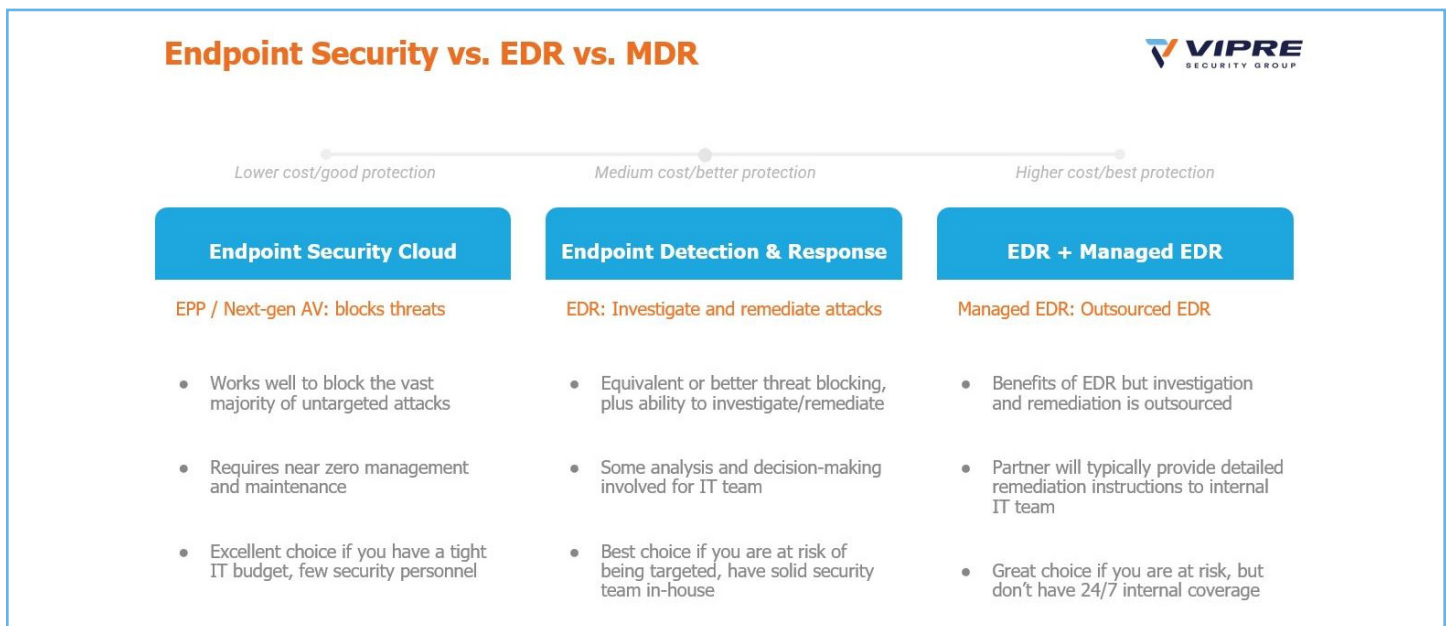 Endpoint Security vs. EDR vs. MDR
VIPRE
SECURITY GROUP
Lower cost/good protection
Medium cost/better protection
Higher cost/best protection
Endpoint Security Cloud
EPP / Next-gen AV: blocks threats
● Works well to block the vast
majority of untargeted attacks
● Requires near zero management
and maintenance
● Excellent choice if you have a tight
IT budget, few security personnel
Endpoint Detection & Response
EDR: Investigate and remediate attacks
● Equivalent or better threat blocking,
plus ability to investigate/remediate
● Some analysis and decision-making
involved for IT team
● Best choice if you are at risk of
being targeted, have solid security
team in-house
EDR + Managed EDR
Managed EDR: Outsourced EDR
● Benefits of EDR but investigation
and remediation is outsourced
● Partner will typically provide detailed
remediation instructions to internal
IT team
● Great choice if you are at risk, but
don’t have 24/7 internal coverage